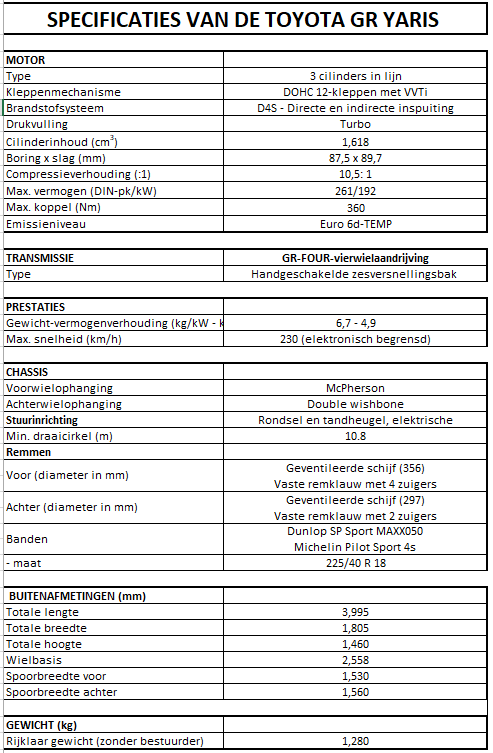 SPECIFICATIES VAN DE TOYOTA GR YARIS
MOTOR
Type 3 cilinders in lijn
Kleppenmechanisme DOHC 12-kleppen met VVTi
Brandstofsysteem D4S - Directe en indirecte inspuiting
Drukvulling Turbo
Cilinderinhoud (cm³) 1,618
Boring x slag (mm) 87,5 x 89,7
Compressieverhouding (:1) 10,5: 1
Max. vermogen (DIN-pk/kW) 261/192
Max. koppel (Nm) 360
Emissieniveau Euro 6d-TEMP
TRANSMISSIE GR-FOUR-vierwielaandrijving
Type Handgeschakelde zesversnellingsbak
PRESTATIES
Gewicht-vermogenverhouding (kg/kW - k 6,7 - 4,9
Max. snelheid (km/h) 230 (elektronisch begrensd)
CHASSIS
Voorwielophanging McPherson
Achterwielophanging Double wishbone
Stuurinrichting Rondsel en tandheugel, elektrische
Min. draaicirkel (m) 10.8
Remmen
Voor (diameter in mm) Geventileerde schijf (356)
Vaste remklauw met 4 zuigers
Achter (diameter in mm) Geventileerde schijf (297)
Vaste remklauw met 2 zuigers
Banden Dunlop SP Sport MAXX050
Michelin Pilot Sport 4s
- maat 225/40 R 18
BUITENAFMETINGEN (mm)
Totale lengte 3,995
Totale breedte 1,805
Totale hoogte 1,460
Wielbasis 2,558
Spoorbreedte voor 1,530
Spoorbreedte achter 1,560
GEWICHT (kg)
Rijklaar gewicht (zonder bestuurder) 1,280